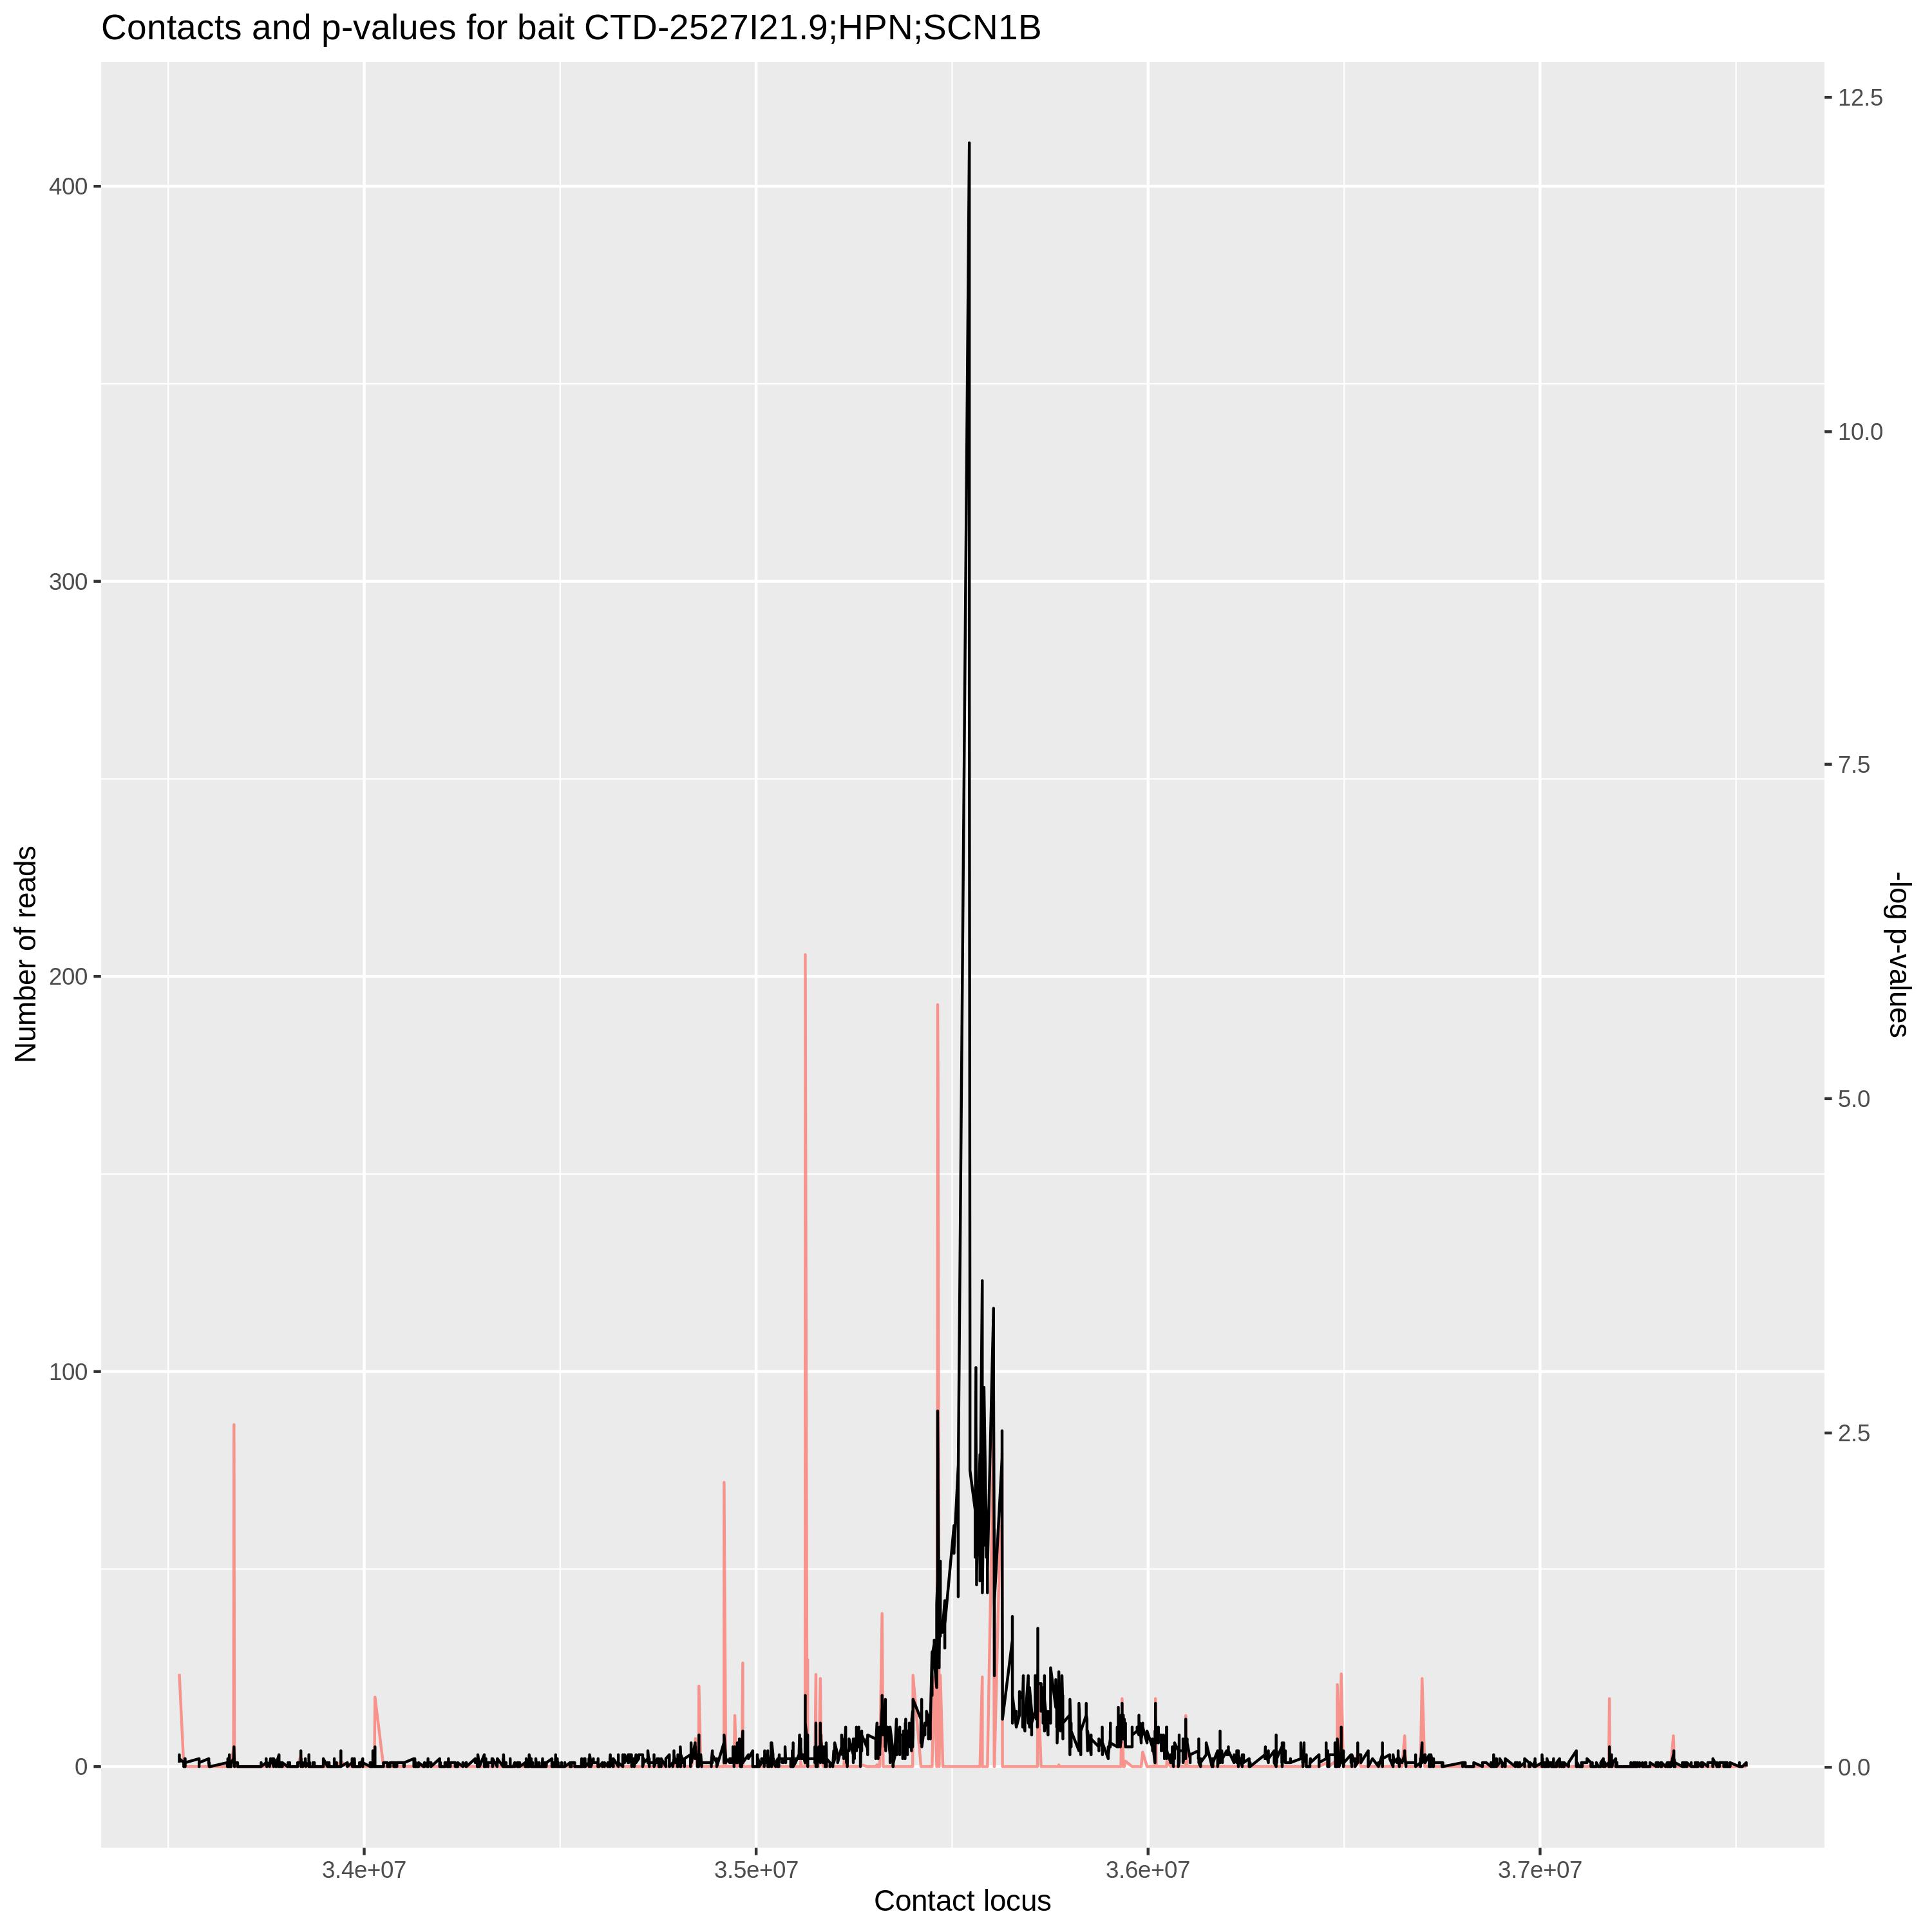 Contacts and p-values for bait CTD-2527I21.9;HPN;SCN1B
Number of reads
400
300
200
100
0
12.5
10.0
7.5
5.0
2.5
0.0
-log p-values
3.4e+07
3.5e+07
3.6e+07
3.7e+07
Contact locus